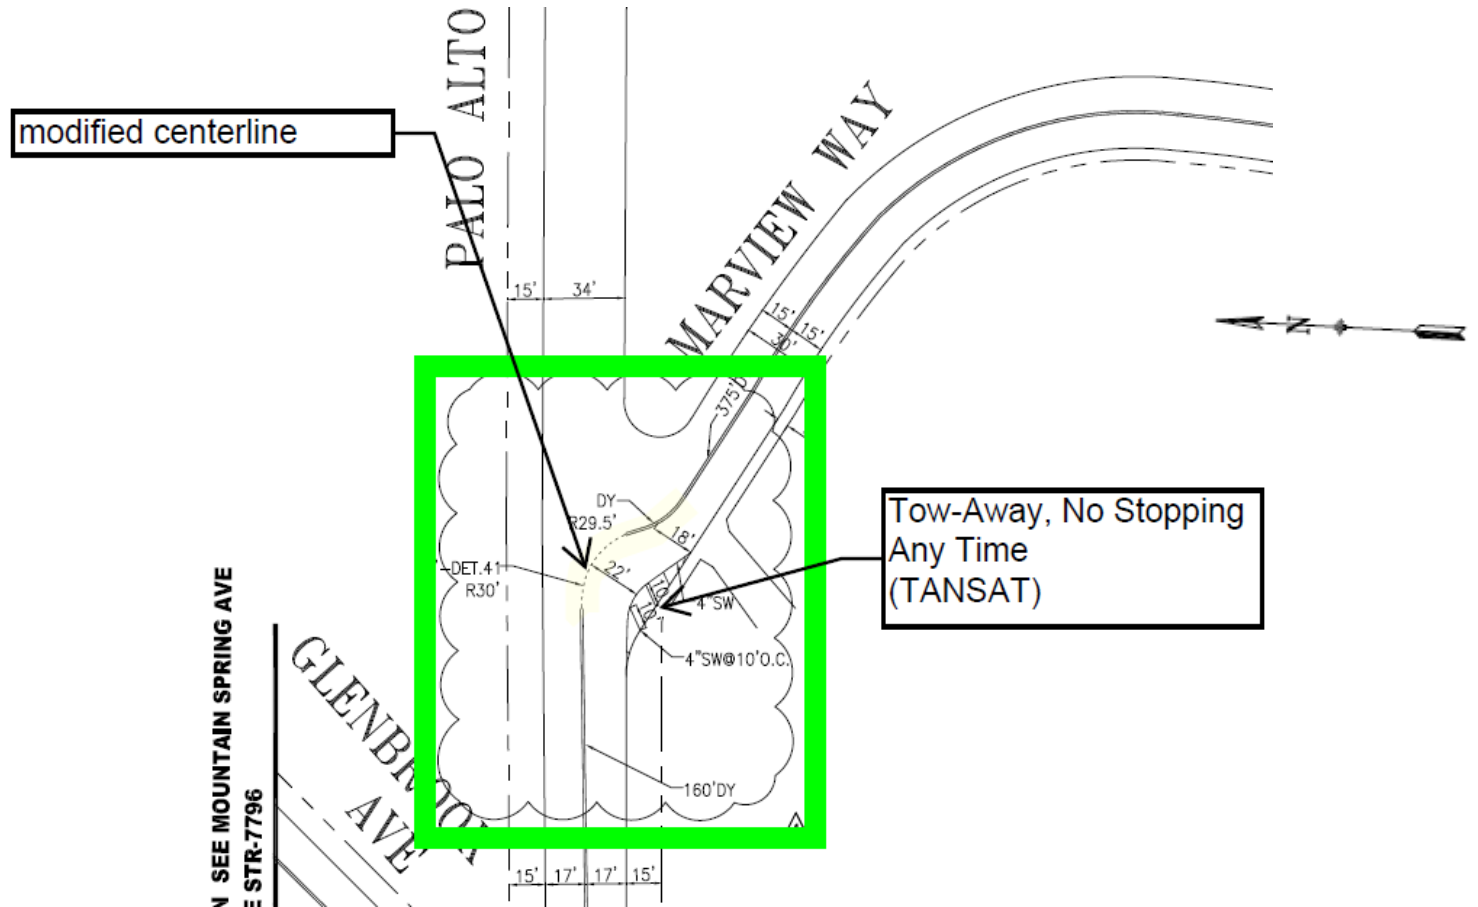 PALO ALTO
modified centerline
MARVIEW WAY
15'
34'
15'
15'
30'
N
375'D
DY
R29.5'
18'
-DET.41
R30'
22'
10'
10'
4"SW
Tow-Away, No Stopping
Any Time
(TANSAT)
4"SW@10'O.C.
160'DY
GLENBROOK
AVE
N SEE MOUNTAIN SPRING AVE
E STR-7796
15'
17'
17'
15'